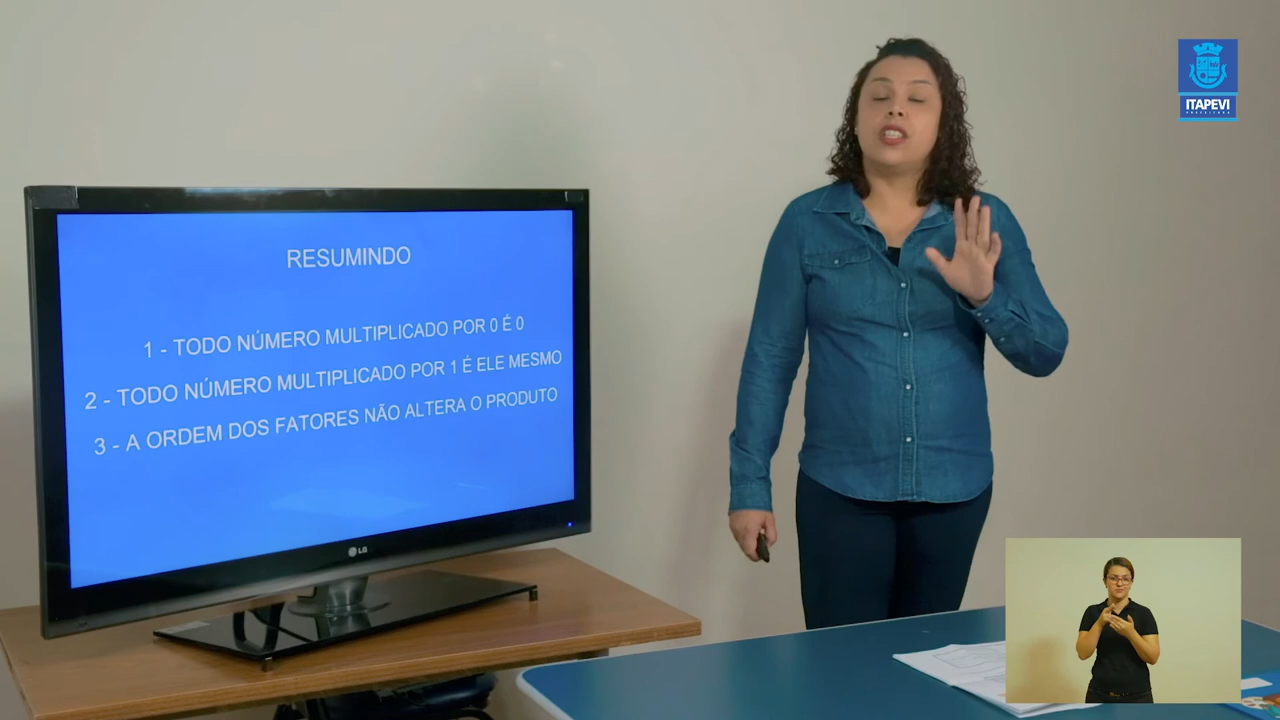 RESUMINDO
1 - TODO NÚMERO MULTIPLICADO POR 0 É 0
2 - TODO NÚMERO MULTIPLICADO POR 1 É ELE MESMO
3 - A ORDEM DOS FATORES NÃO ALTERA O PRODUTO
LG
ITAPEVI
PREFEITURA